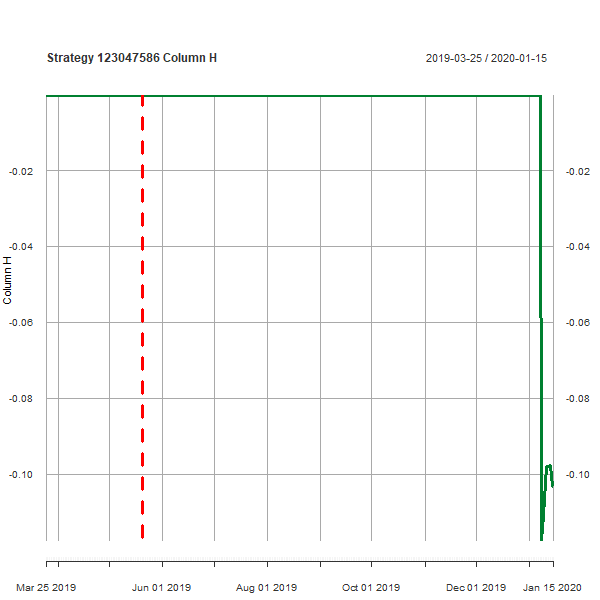 Strategy 123047586 Column H
2019-03-25 / 2020-01-15
-0.02
-0.04
-0.06
-0.08
-0.10
Column H
-0.02
-0.04
-0.06
-0.08
-0.10
Mar 25 2019
Jun 01 2019
Aug 01 2019
Oct 01 2019
Dec 01 2019
Jan 15 2020